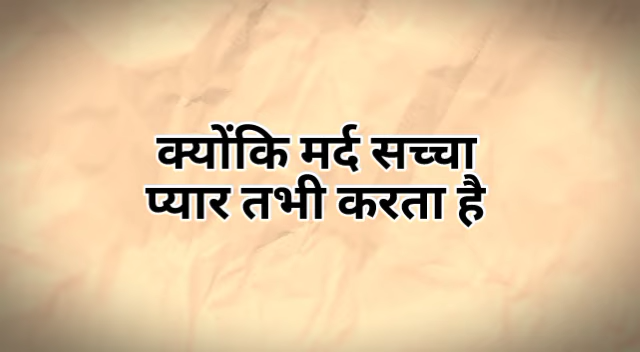 क्योंकि मर्द सच्चा
प्यार तभी करता है